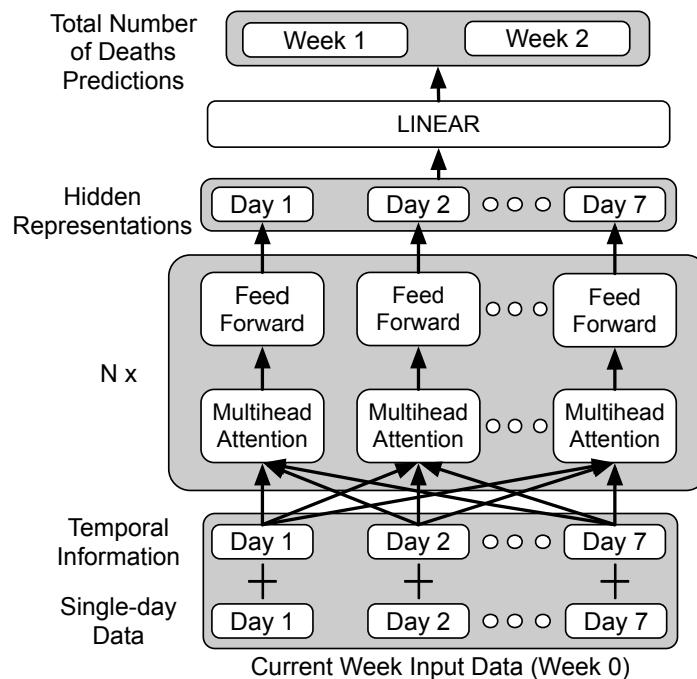 Total Number
of Deaths
Predictions
Week 1
Week 2
LINEAR
Hidden
Representations
Day 1
Day 2
Day 7
Feed
Forward
Feed
Forward
Feed
Forward
N x
Multihead
Attention
Multihead
Attention
Multihead
Attention
Temporal
Information
Day 1
Day 2
Day 7
+
+
+
Single-day
Data
Day 1
Day 2
Day 7
Current Week Input Data (Week 0)